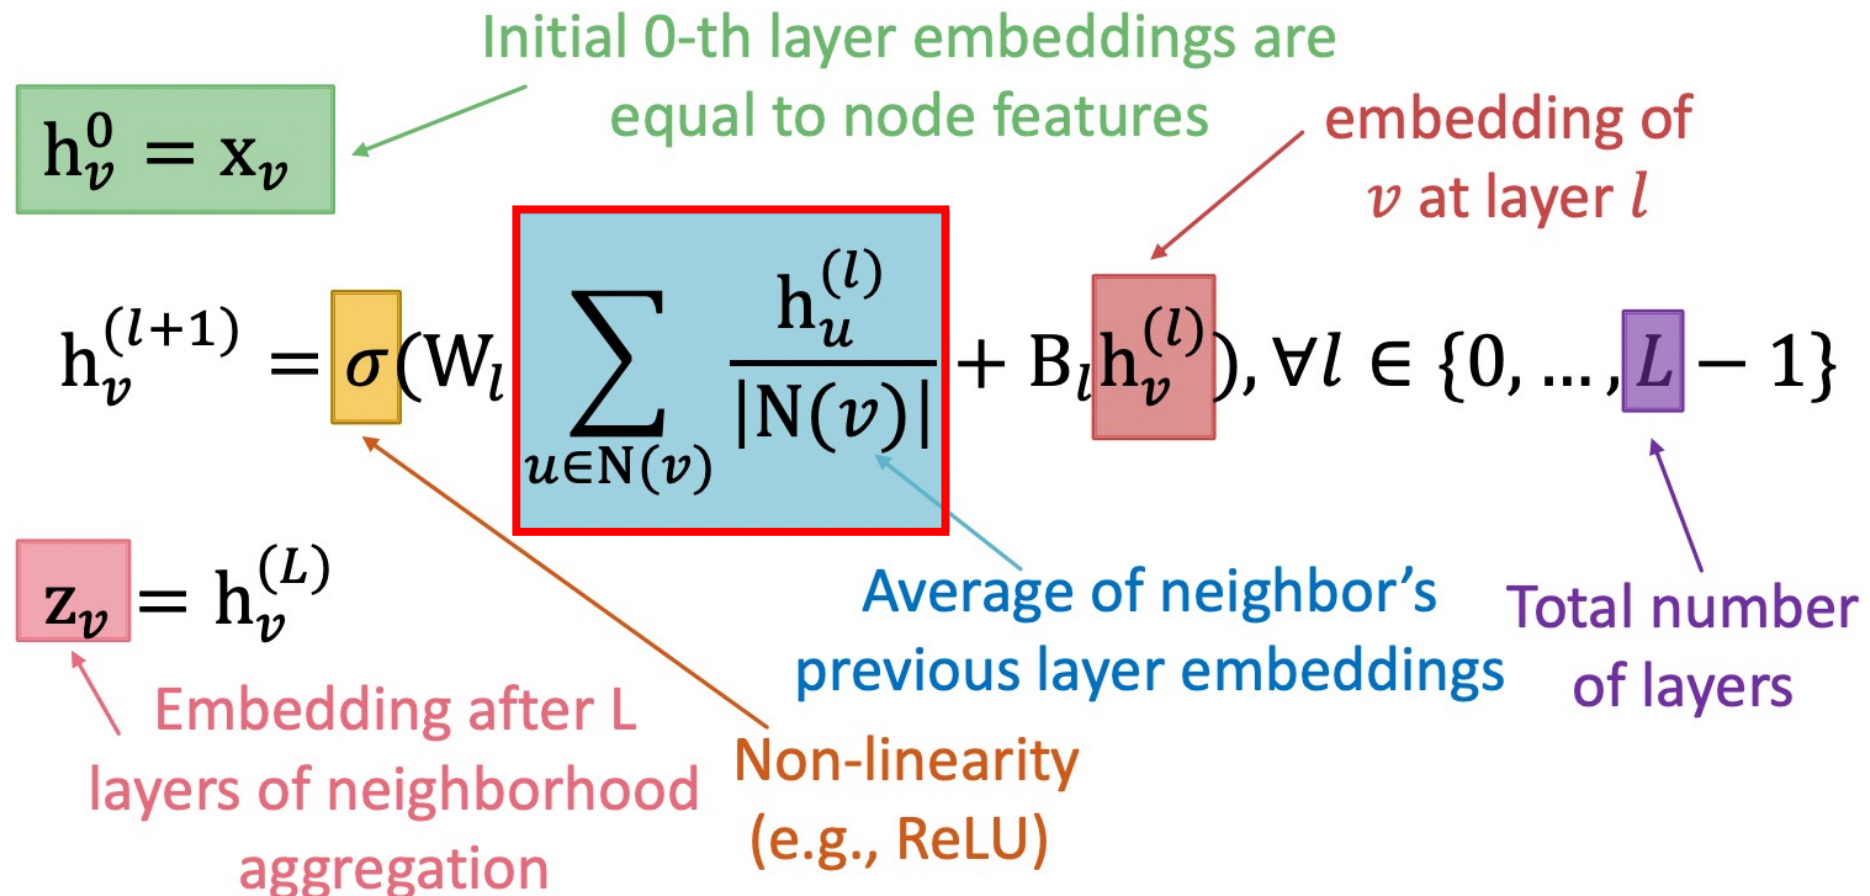 Initial 0-th layer embeddings are
equal to node features
h_v^0 = x_v
embedding of
v at layer l
h_v^{(l+1)} = σ(W_l ∑_{u∈N(v)} h_u^{(l)} / |N(v)| + B_l h_v^{(l)}), ∀l ∈ {0, ..., L − 1}
z_v = h_v^{(L)}
Average of neighbor's
previous layer embeddings
Total number
of layers
Embedding after L
layers of neighborhood
aggregation
Non-linearity
(e.g., ReLU)